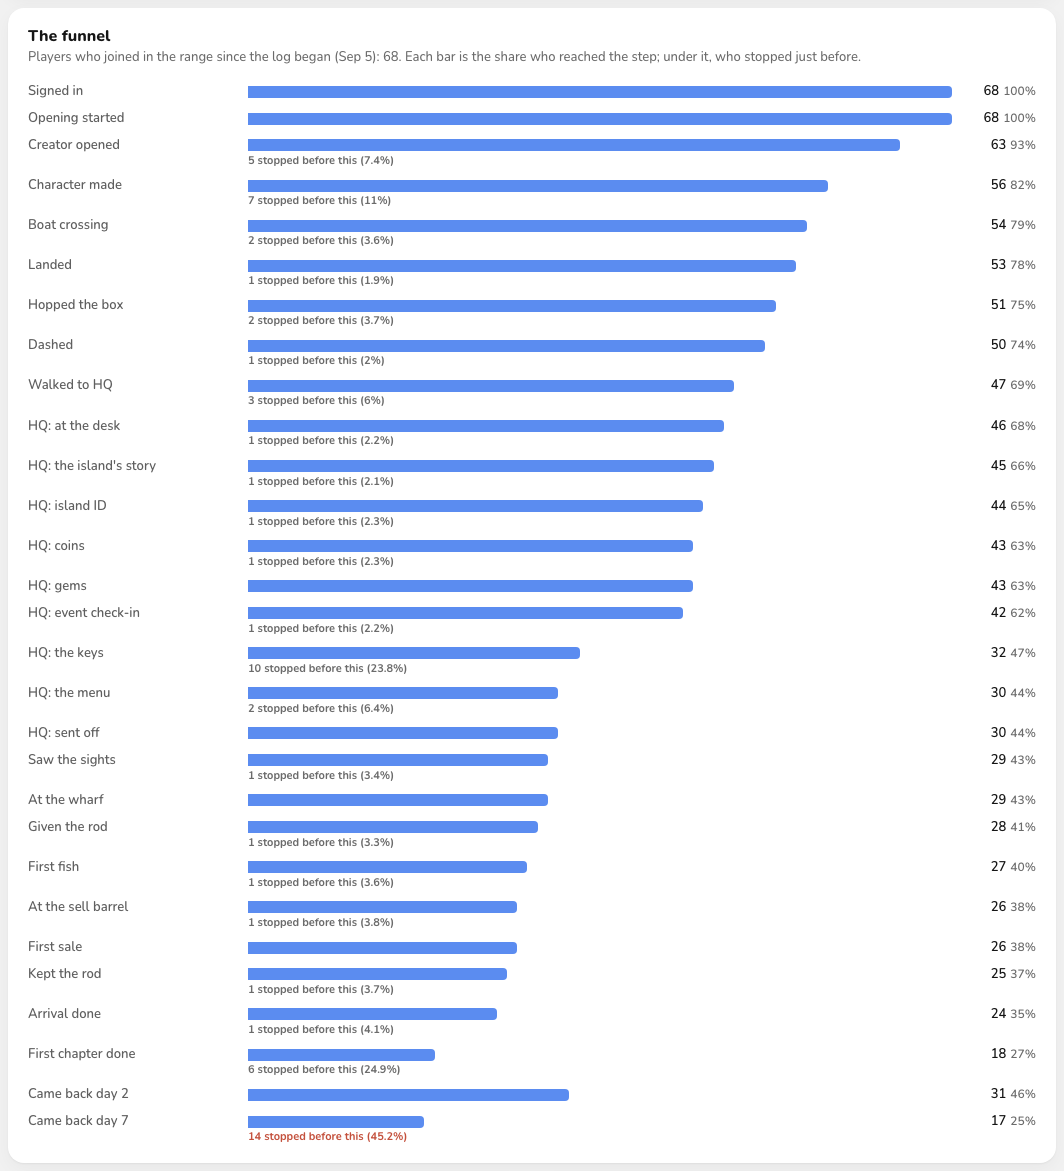 The funnel
Players who joined in the range since the log began (Sep 5): 68. Each bar is the share who reached the step; under it, who stopped just before.
Signed in 68 100%
Opening started 68 100%
Creator opened 63 93%
5 stopped before this (7.4%)
Character made 56 82%
7 stopped before this (11%)
Boat crossing 54 79%
2 stopped before this (3.6%)
Landed 53 78%
1 stopped before this (1.9%)
Hopped the box 51 75%
2 stopped before this (3.7%)
Dashed 50 74%
1 stopped before this (2%)
Walked to HQ 47 69%
3 stopped before this (6%)
HQ: at the desk 46 68%
1 stopped before this (2.2%)
HQ: the island's story 45 66%
1 stopped before this (2.1%)
HQ: island ID 44 65%
1 stopped before this (2.3%)
HQ: coins 43 63%
1 stopped before this (2.3%)
HQ: gems 43 63%
HQ: event check-in 42 62%
1 stopped before this (2.2%)
HQ: the keys 32 47%
10 stopped before this (23.8%)
HQ: the menu 30 44%
2 stopped before this (6.4%)
HQ: sent off 30 44%
Saw the sights 29 43%
1 stopped before this (3.4%)
At the wharf 29 43%
Given the rod 28 41%
1 stopped before this (3.3%)
First fish 27 40%
1 stopped before this (3.6%)
At the sell barrel 26 38%
1 stopped before this (3.8%)
First sale 26 38%
Kept the rod 25 37%
1 stopped before this (3.7%)
Arrival done 24 35%
1 stopped before this (4.1%)
First chapter done 18 27%
6 stopped before this (24.9%)
Came back day 2 31 46%
Came back day 7 17 25%
14 stopped before this (45.2%)